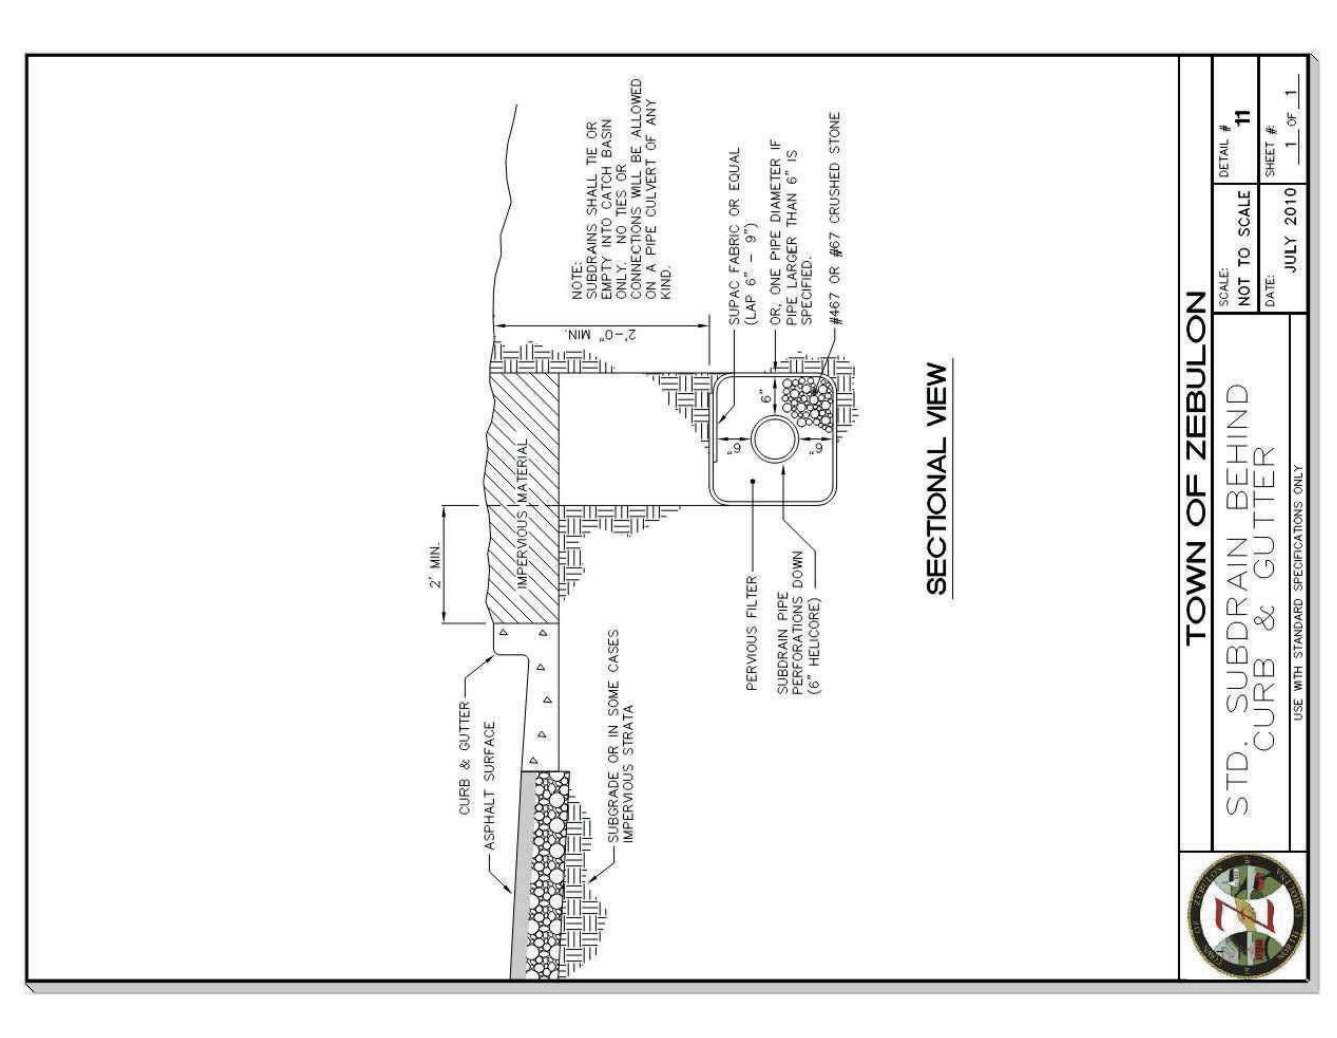 CURB & GUTTER
ASPHALT SURFACE
2' MIN.
IMPERVIOUS MATERIAL
2'-0" MIN.
NOTE:
SUBDRAINS SHALL TIE OR
EMPTY INTO CATCH BASIN
ONLY. NO TIES OR
CONNECTIONS WILL BE ALLOWED
ON A PIPE CULVERT OF ANY
KIND.
SUBGRADE OR IN SOME CASES
IMPERVIOUS STRATA
SUPAC FABRIC OR EQUAL
(LAP 6" - 9")
OR, ONE PIPE DIAMETER IF
PIPE LARGER THAN 6" IS
SPECIFIED.
#467 OR #67 CRUSHED STONE
6"
6"
6"
PERVIOUS FILTER
SUBDRAIN PIPE
PERFORATIONS DOWN
(6" HELICORE)
SECTIONAL VIEW
TOWN OF ZEBULON
STD. SUBDRAIN BEHIND
CURB & GUTTER
USE WITH STANDARD SPECIFICATIONS ONLY
SCALE:
NOT TO SCALE
DETAIL #
11
DATE:
JULY 2010
SHEET #:
1 OF 1
TOWN OF ZEBULON